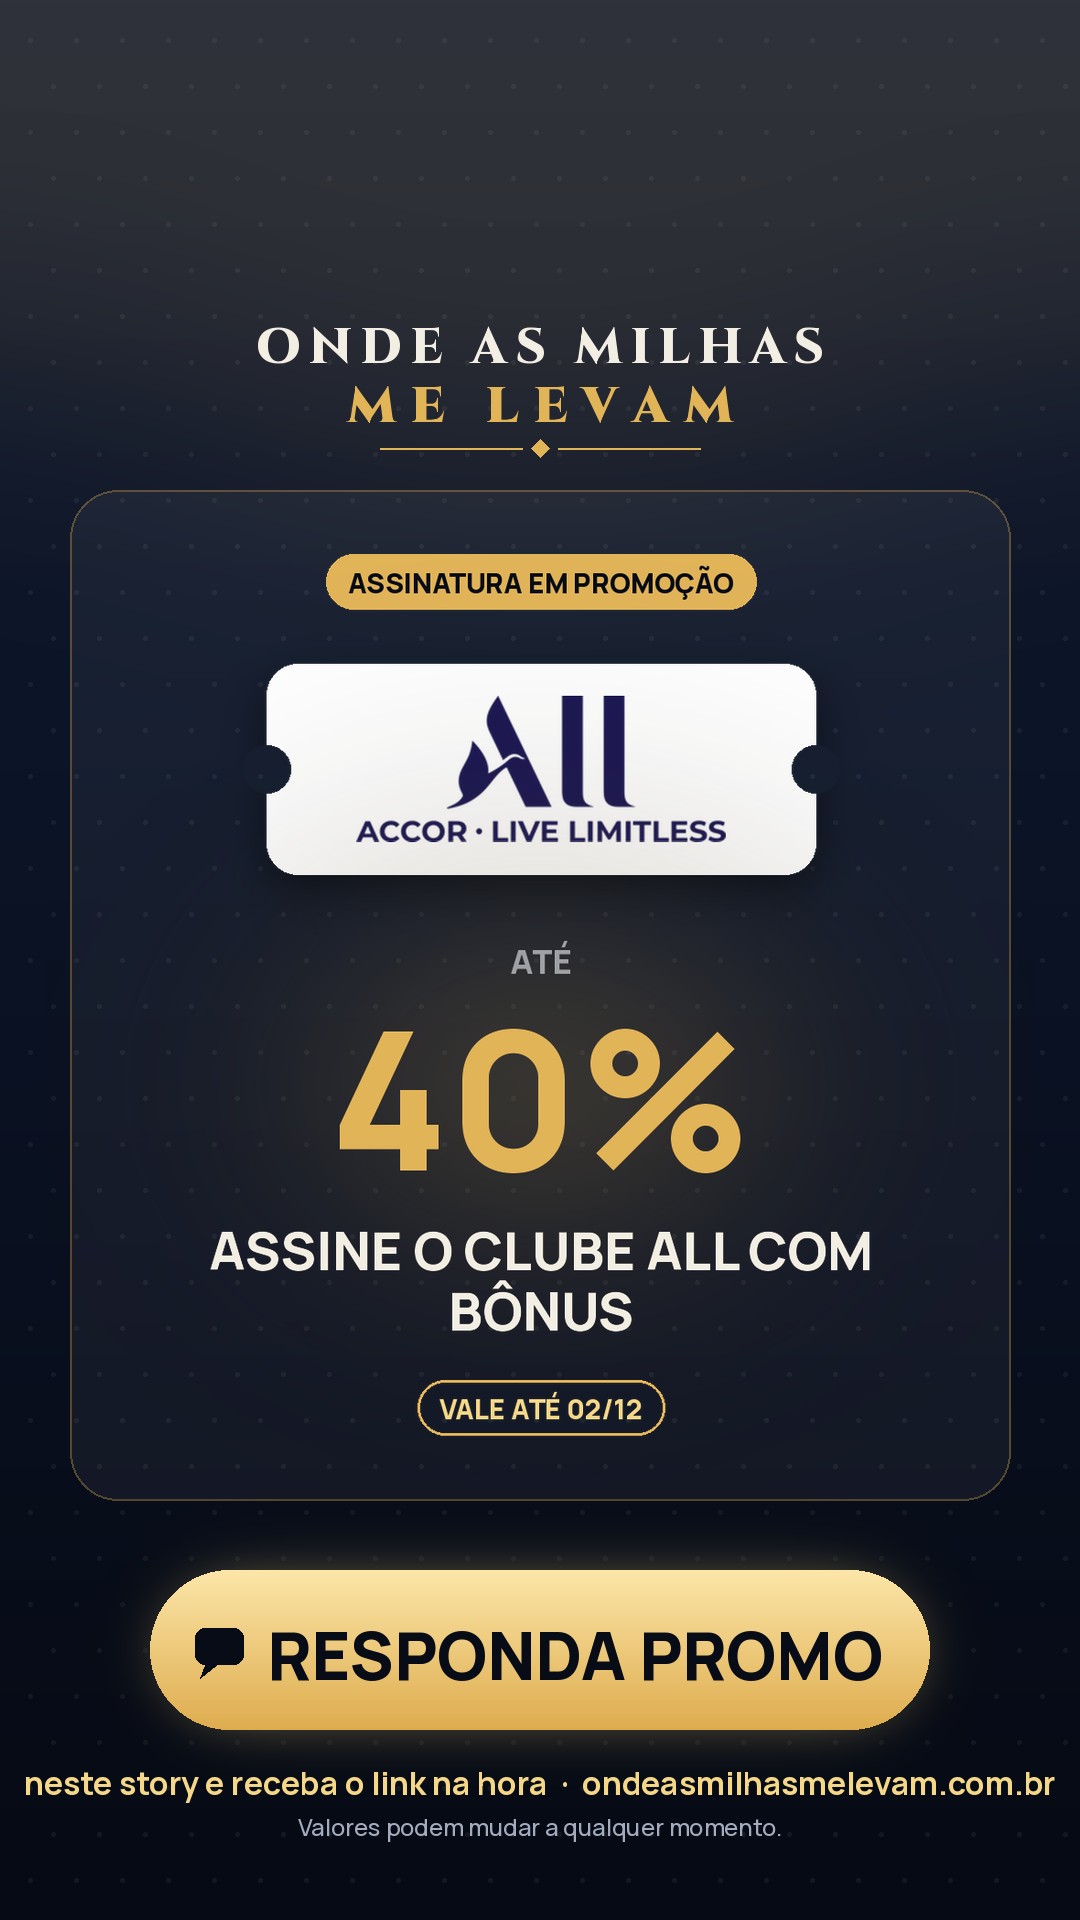 ONDE AS MILHAS
ME LEVAM
ASSINATURA EM PROMOÇÃO
All
ACCOR · LIVE LIMITLESS
ATÉ
40%
ASSINE O CLUBE ALL COM
BÔNUS
VALE ATÉ 02/12
RESPONDA PROMO
neste story e receba o link na hora · ondeasmilhasmelevam.com.br
Valores podem mudar a qualquer momento.